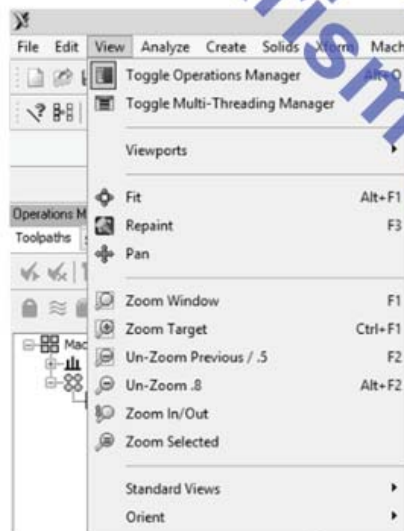 File Edit View Analyze Create Solids Xform Mach
Toggle Operations Manager Alt+O
Toggle Multi-Threading Manager
Viewports
Fit Alt+F1
Operations M
Repaint F3
Toolpaths
Pan
Zoom Window F1
Zoom Target Ctrl+F1
Un-Zoom Previous / .5 F2
Mac
Un-Zoom .8 Alt+F2
Zoom In/Out
Zoom Selected
Standard Views
Orient